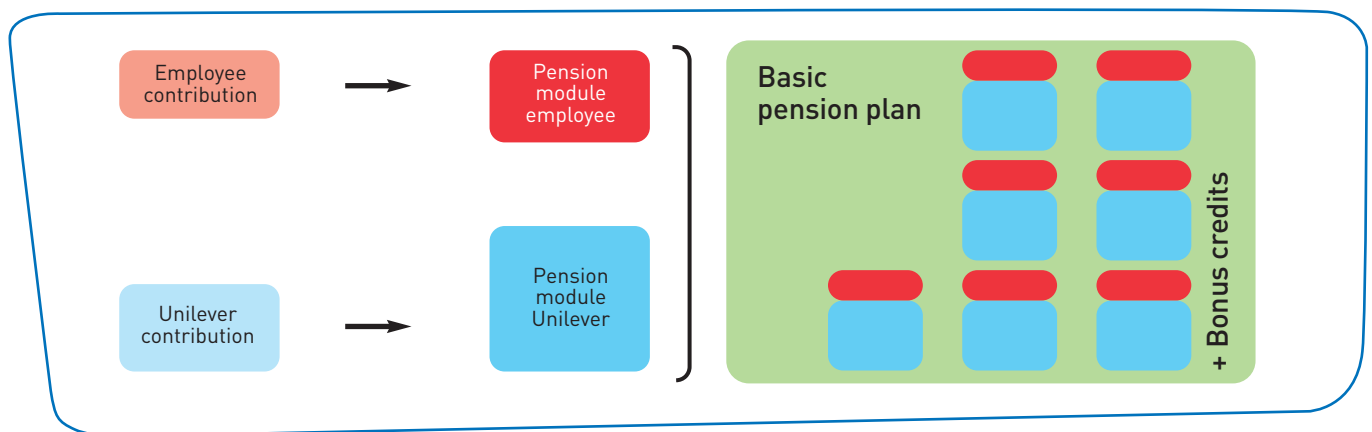 Employee
contribution
Pension
module
employee
Unilever
contribution
Pension
module
Unilever
Basic
pension plan
+ Bonus credits